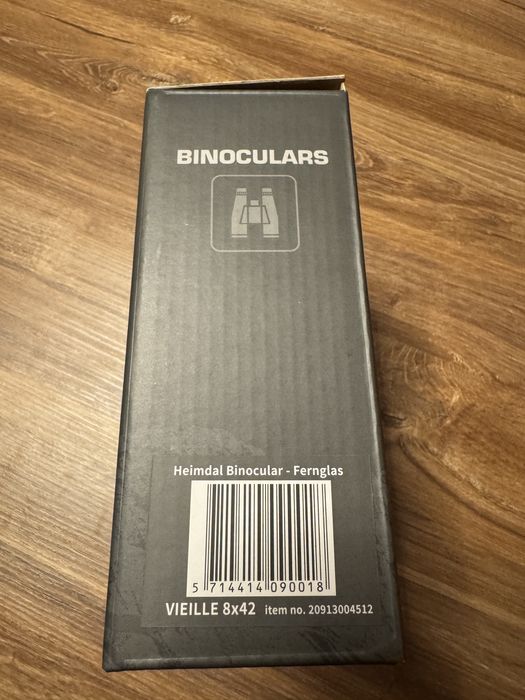 BINOCULARS
Heimdal Binocular - Fernglas
5 714414 090018
VIEILLE 8x42 item no. 20913004512